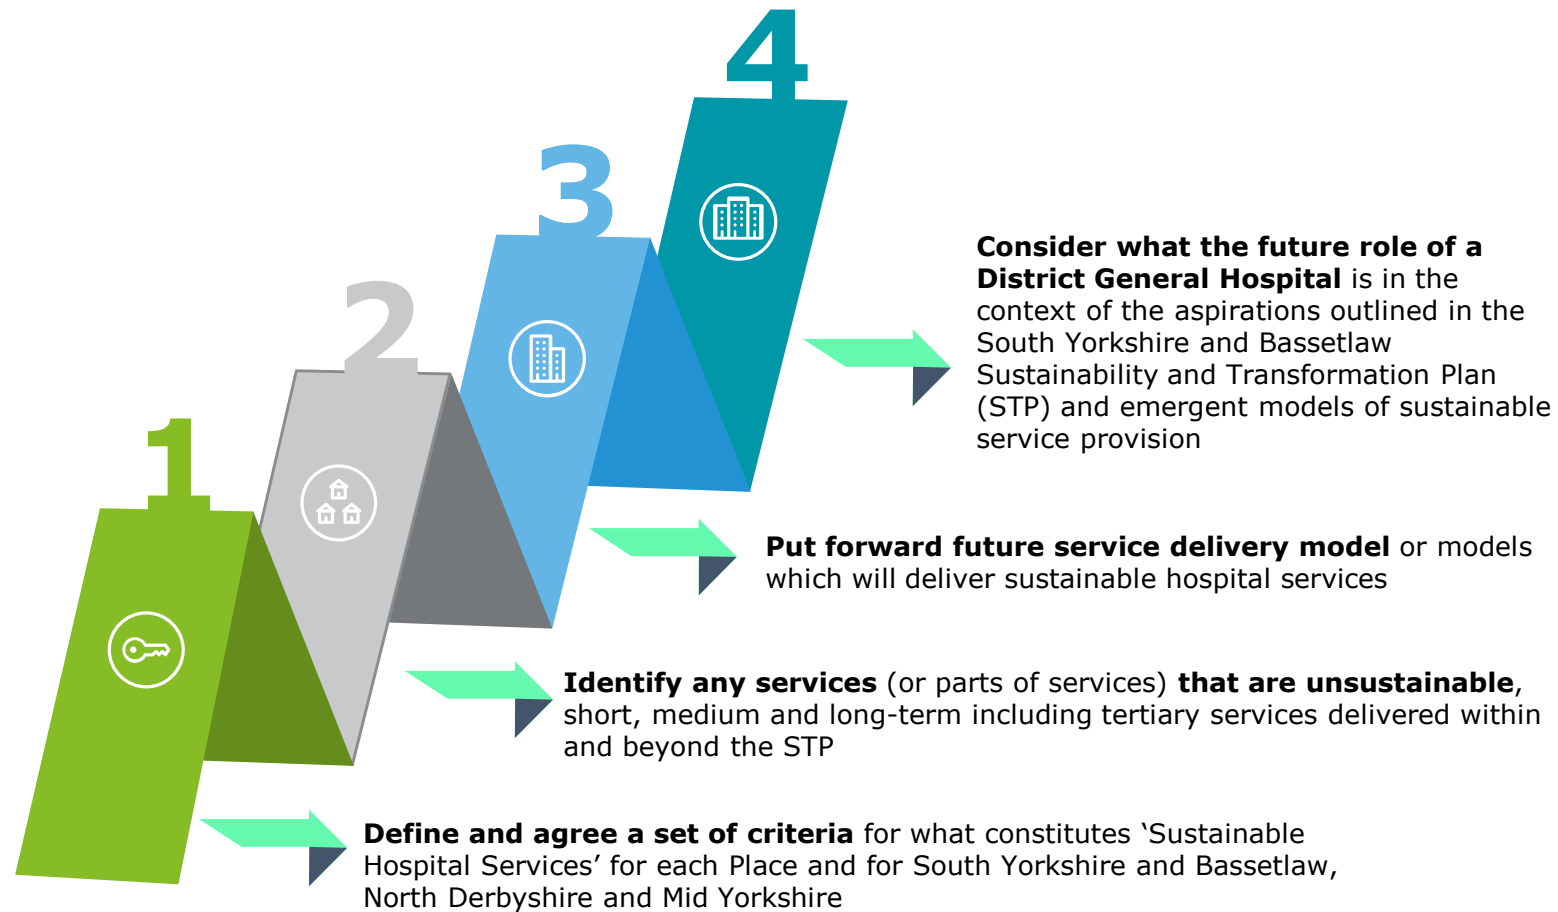 4
Consider what the future role of a
District General Hospital is in the
context of the aspirations outlined in the
South Yorkshire and Bassetlaw
Sustainability and Transformation Plan
(STP) and emergent models of sustainable
service provision
3
Put forward future service delivery model or models
which will deliver sustainable hospital services
2
Identify any services (or parts of services) that are unsustainable,
short, medium and long-term including tertiary services delivered within
and beyond the STP
1
Define and agree a set of criteria for what constitutes ‘Sustainable
Hospital Services’ for each Place and for South Yorkshire and Bassetlaw,
North Derbyshire and Mid Yorkshire